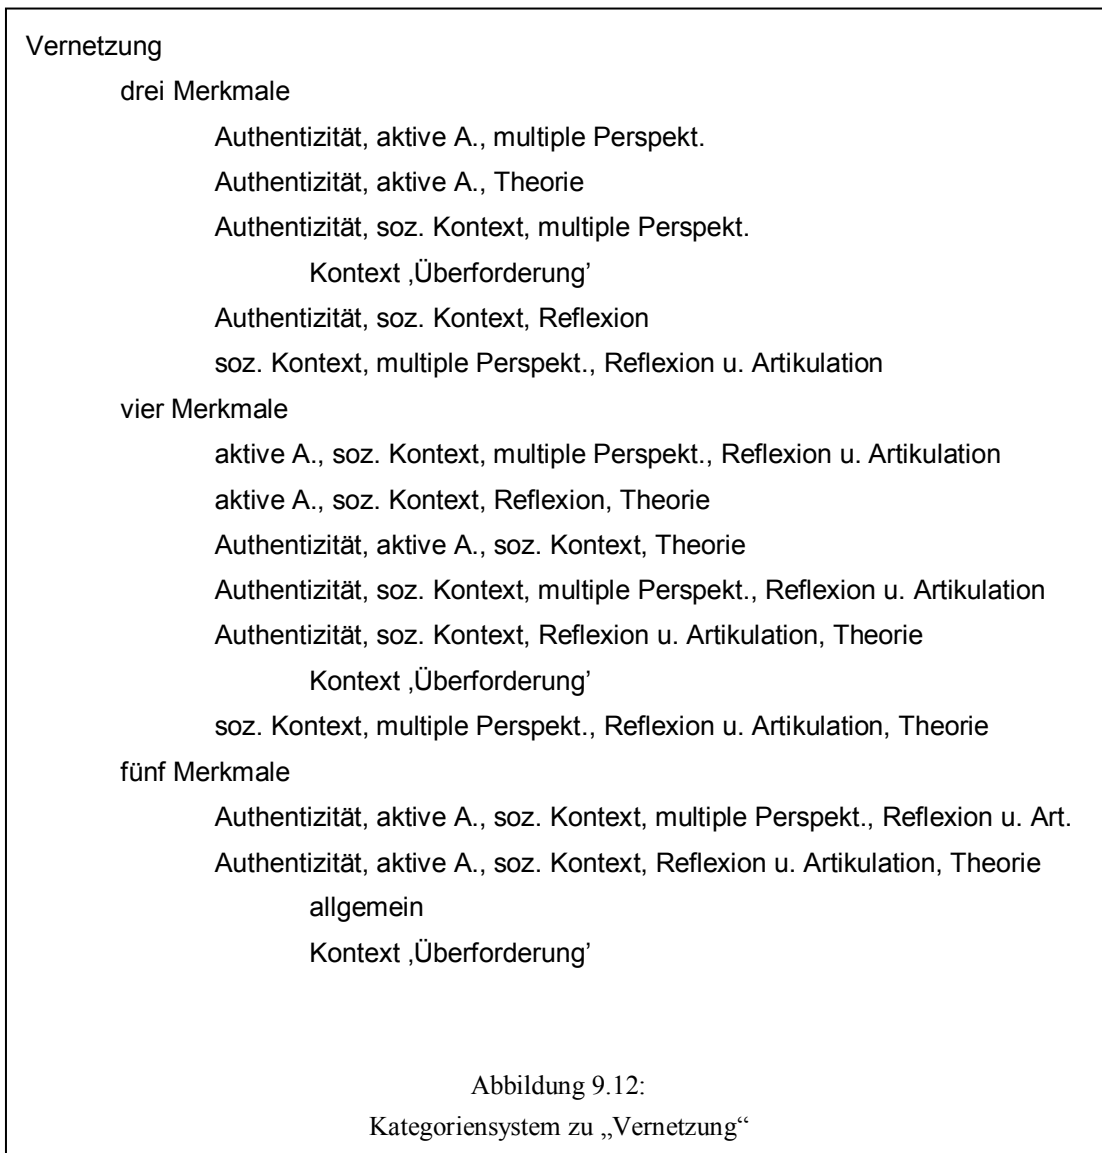 Vernetzung
drei Merkmale
Authentizität, aktive A., multiple Perspekt.
Authentizität, aktive A., Theorie
Authentizität, soz. Kontext, multiple Perspekt.
Kontext ‚Überforderung’
Authentizität, soz. Kontext, Reflexion
soz. Kontext, multiple Perspekt., Reflexion u. Artikulation
vier Merkmale
aktive A., soz. Kontext, multiple Perspekt., Reflexion u. Artikulation
aktive A., soz. Kontext, Reflexion, Theorie
Authentizität, aktive A., soz. Kontext, Theorie
Authentizität, soz. Kontext, multiple Perspekt., Reflexion u. Artikulation
Authentizität, soz. Kontext, Reflexion u. Artikulation, Theorie
Kontext ‚Überforderung’
soz. Kontext, multiple Perspekt., Reflexion u. Artikulation, Theorie
fünf Merkmale
Authentizität, aktive A., soz. Kontext, multiple Perspekt., Reflexion u. Art.
Authentizität, aktive A., soz. Kontext, Reflexion u. Artikulation, Theorie
allgemein
Kontext ‚Überforderung’
Abbildung 9.12:
Kategoriensystem zu „Vernetzung“